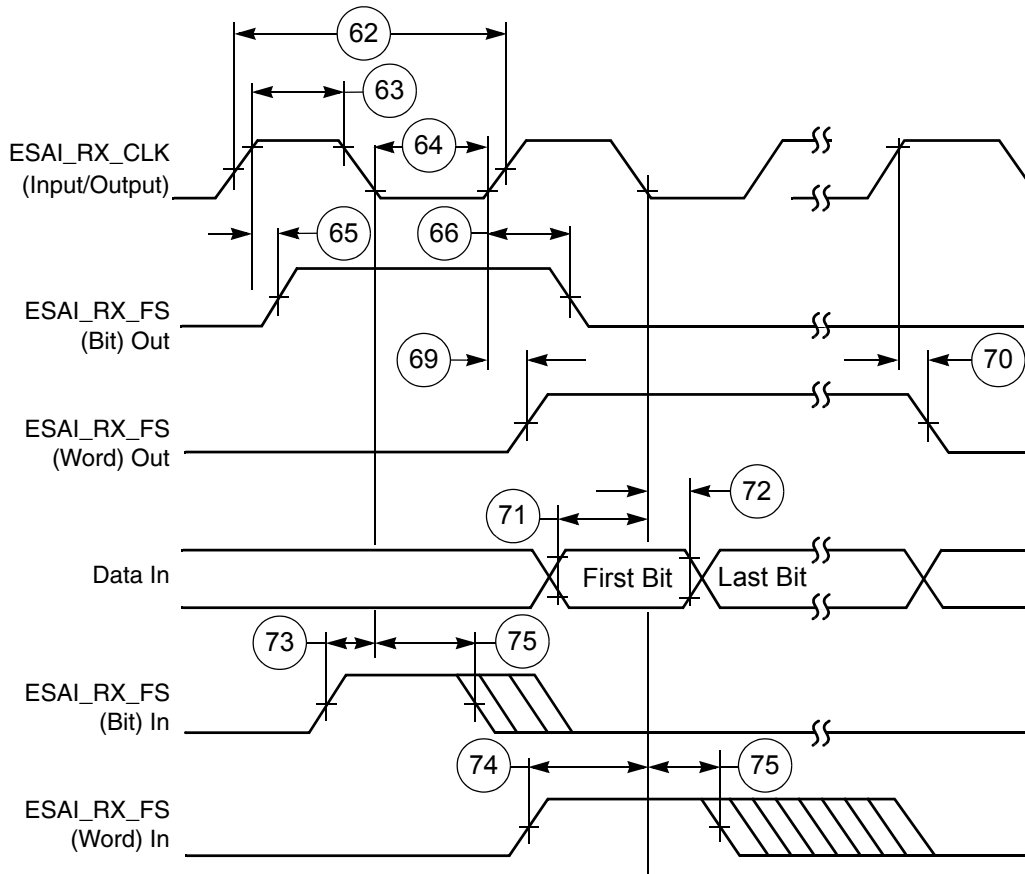 62
63
ESAI_RX_CLK
(Input/Output)
64
65
66
ESAI_RX_FS
(Bit) Out
69
70
ESAI_RX_FS
(Word) Out
71
72
Data In
First Bit
Last Bit
73
75
ESAI_RX_FS
(Bit) In
74
75
ESAI_RX_FS
(Word) In